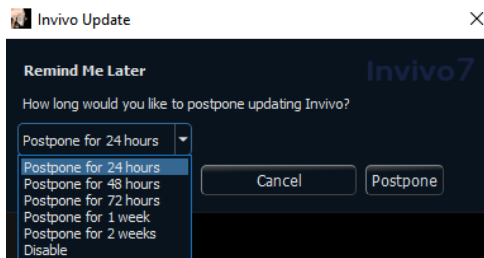 Invivo Update
Remind Me Later
Invivo7
How long would you like to postpone updating Invivo?
Postpone for 24 hours
Postpone for 24 hours
Postpone for 48 hours
Postpone for 72 hours
Postpone for 1 week
Postpone for 2 weeks
Disable
Cancel
Postpone